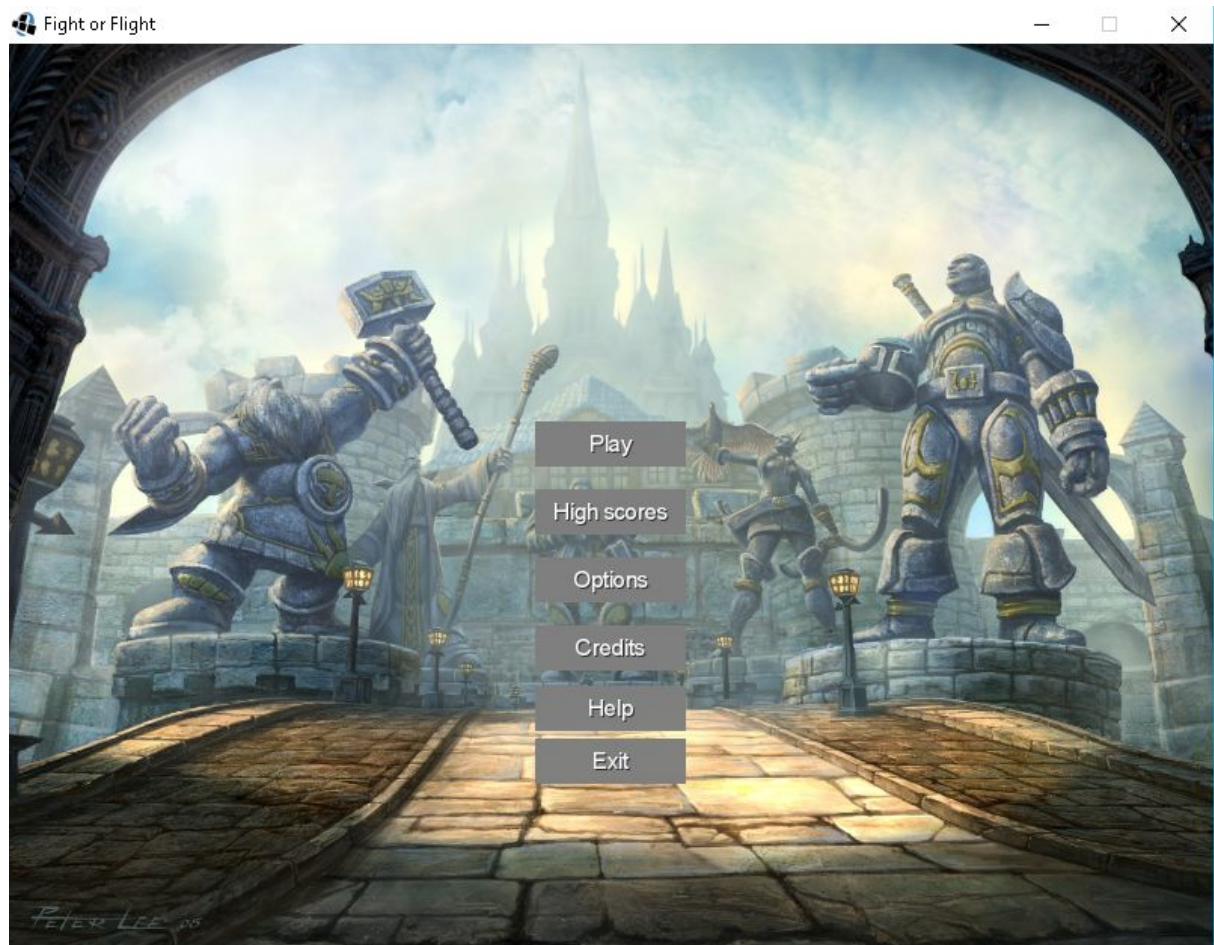 Fight or Flight
Play
High scores
Options
Credits
Help
Exit
PETER LEE 05